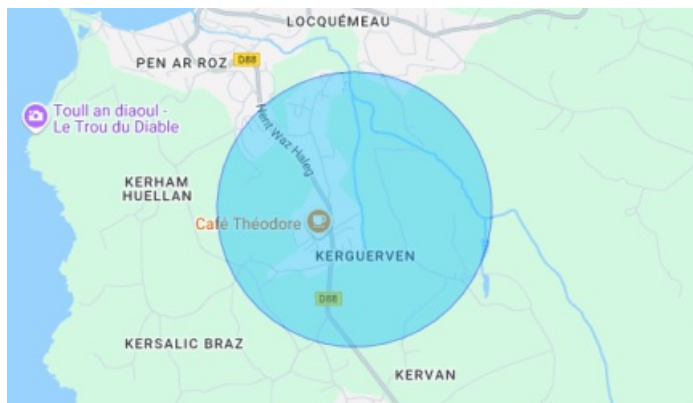 LOCQUÉMEAU
PEN AR ROZ
D88
Toull an diaoul -
Le Trou du Diable
Hent Waz Haleg
KERHAM
HUELLAN
Café Théodore
KERGUERVEN
D88
KERSALIC BRAZ
KERVAN